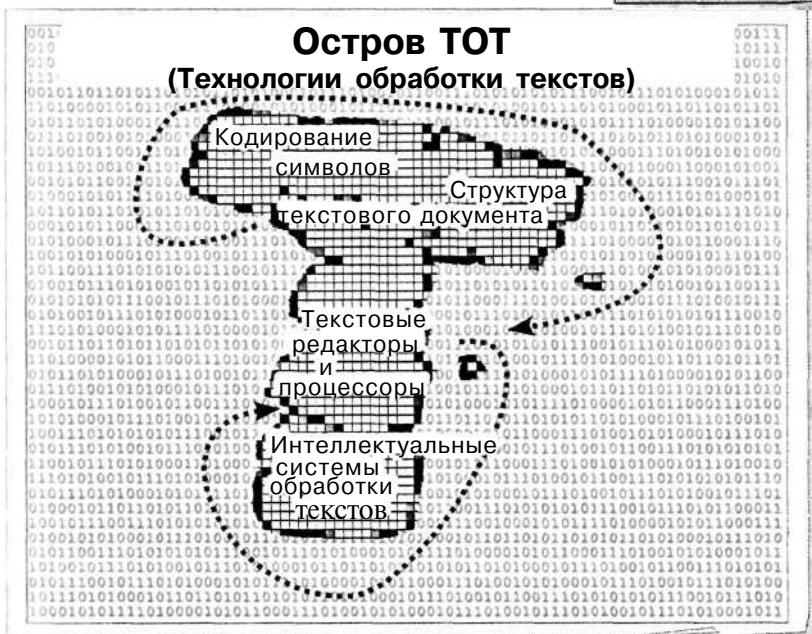 Остров ТОТ
(Технологии обработки текстов)
Кодирование
символов
Структура
текстового документа
Текстовые
редакторы
и
процессоры
Интеллектуальные
системы
обработки
текстов